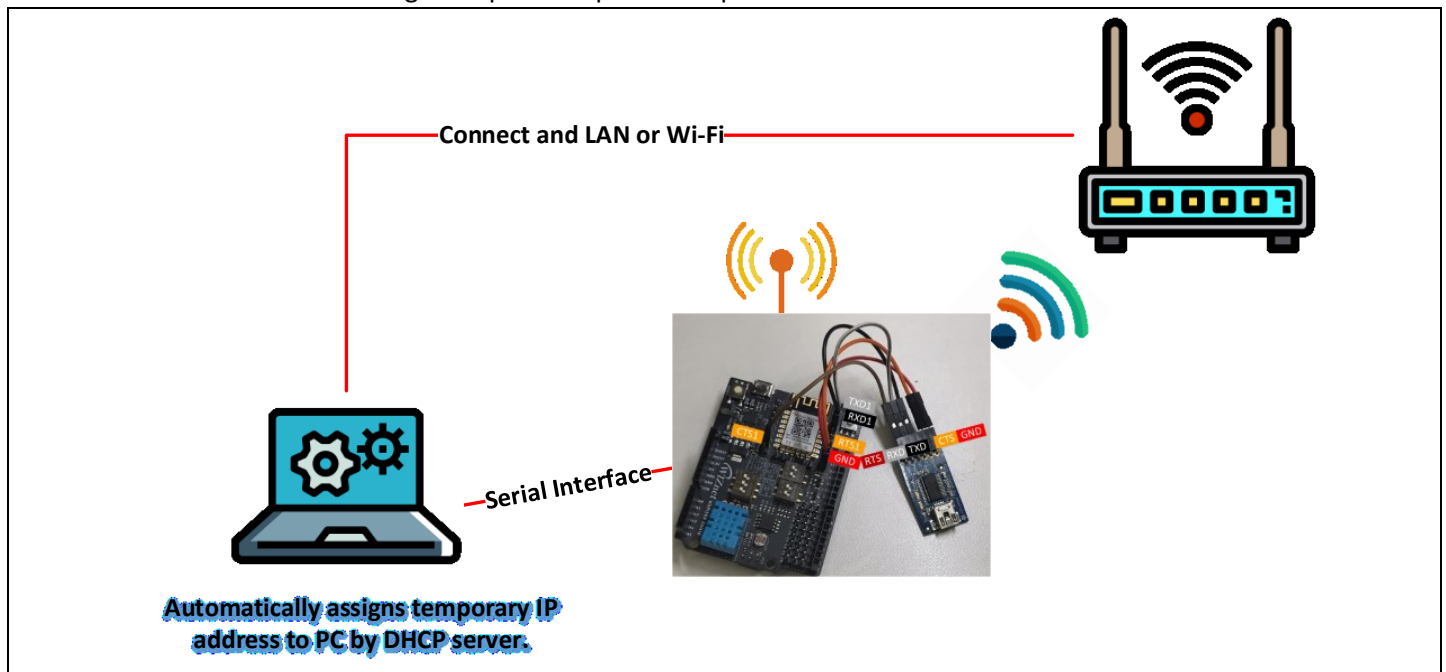 Connect and LAN or Wi-Fi
TXD1
RXD1
CTS1
RTS1
GND
RTS
RXD
TXD
CTS
GND
Serial Interface
WIZnet
Automatically assigns temporary IP
address to PC by DHCP server.